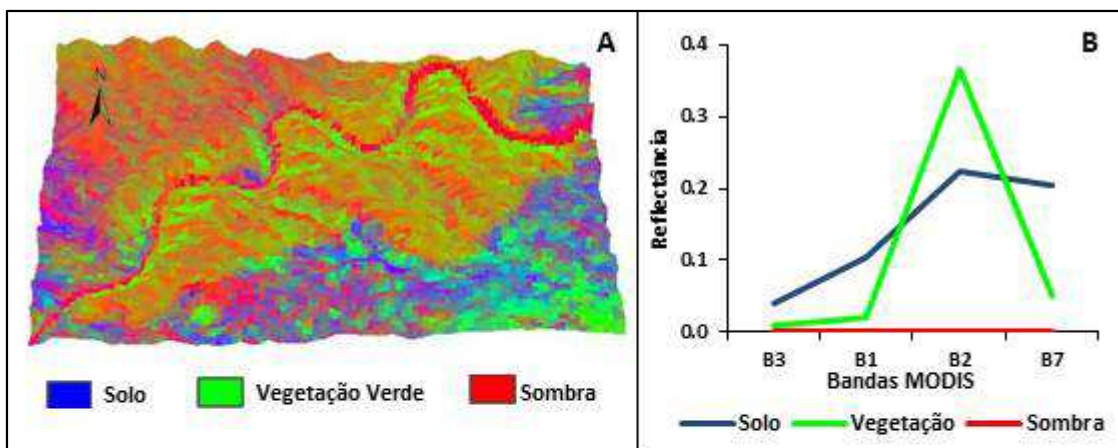 A
N
Solo
Vegetação Verde
Sombra
B
Reflectância
0.4
0.3
0.2
0.1
0.0
B3 B1 B2 B7
Bandas MODIS
Solo Vegetação Sombra